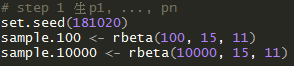 # step 1 生p1, ..., pn
set.seed(181020)
sample.100 <- rbeta(100, 15, 11)
sample.10000 <- rbeta(10000, 15, 11)